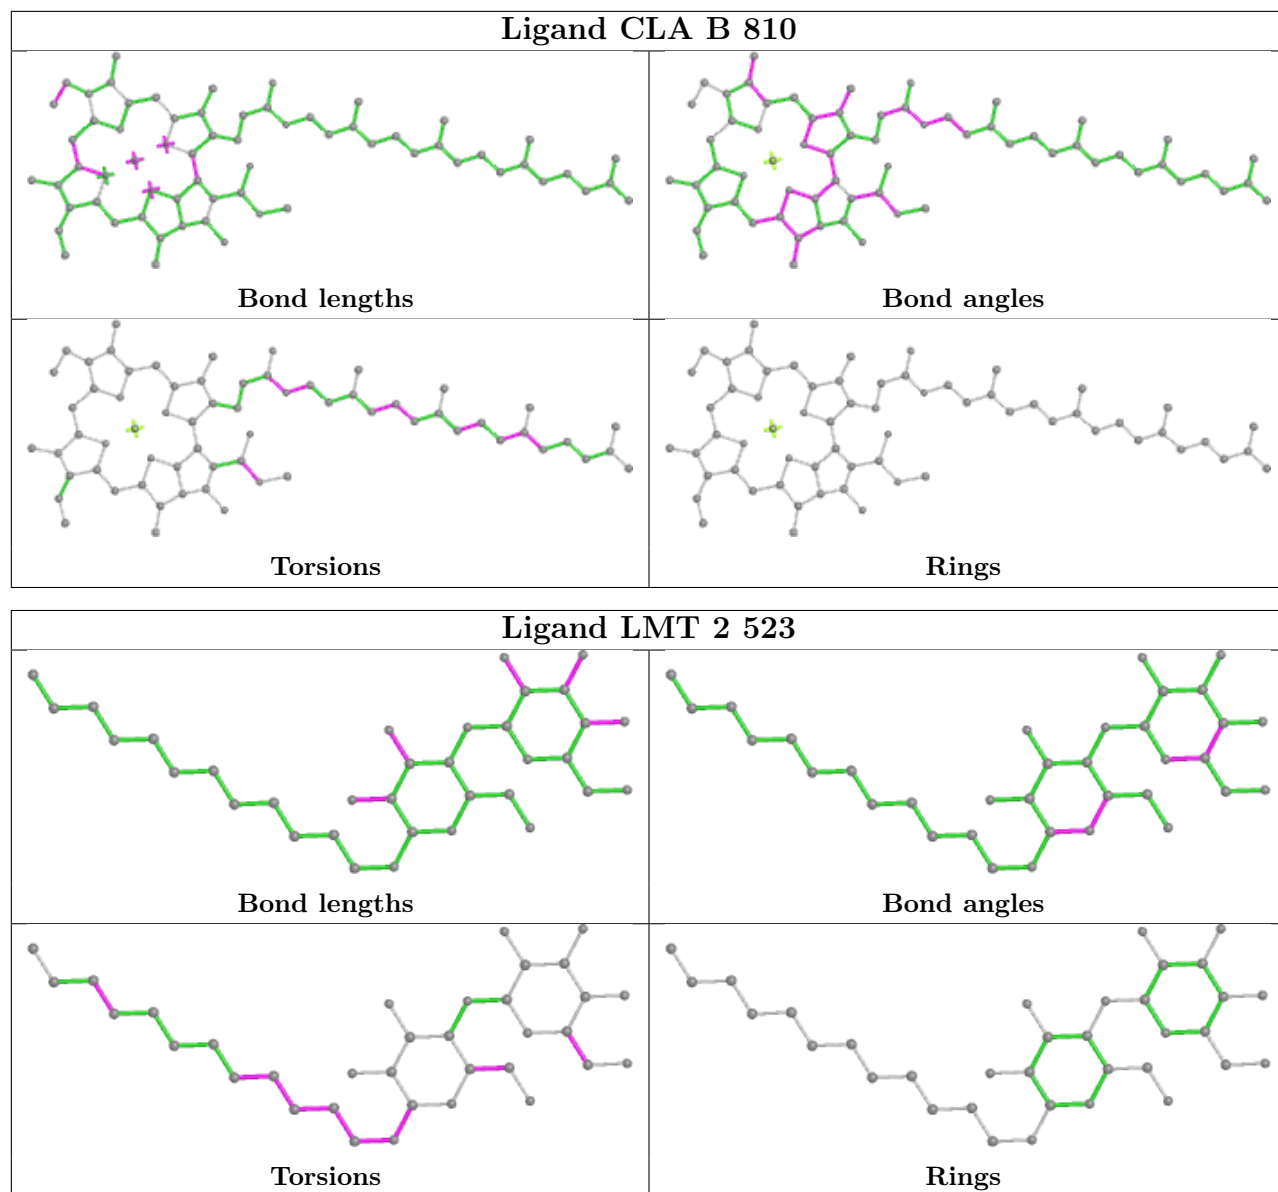 Ligand CLA B 810
Bond lengths
Bond angles
Torsions
Rings
Ligand LMT 2 523
Bond lengths
Bond angles
Torsions
Rings